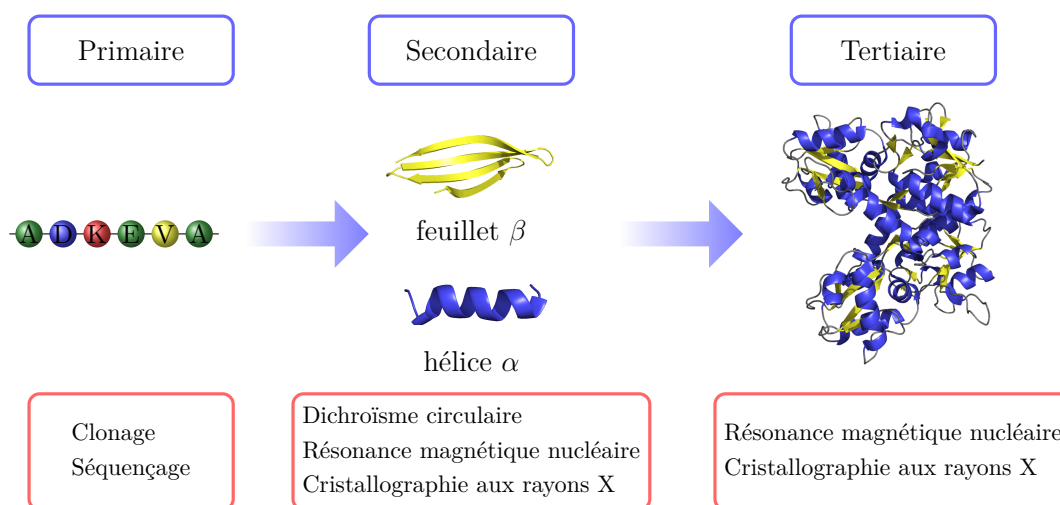 Primaire
Secondaire
Tertiaire
A D K E V A
feuillet β
hélice α
Clonage
Séquençage
Dichroïsme circulaire
Résonance magnétique nucléaire
Cristallographie aux rayons X
Résonance magnétique nucléaire
Cristallographie aux rayons X